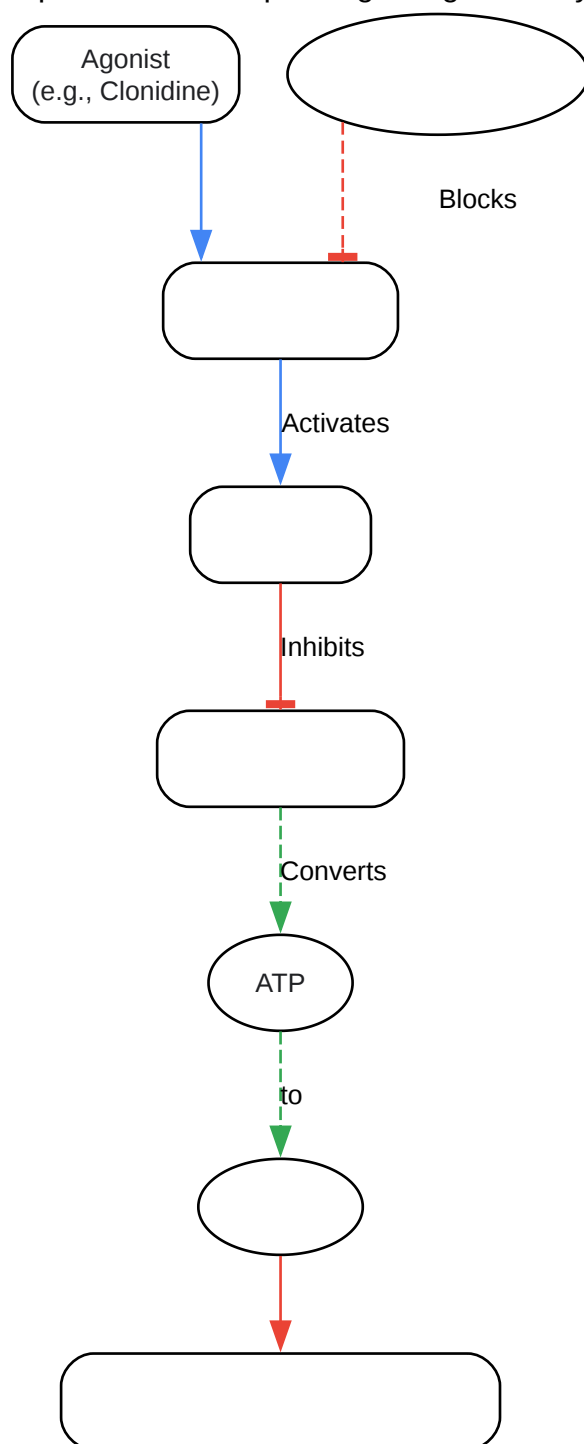 Agonist
(e.g., Clonidine)
Blocks
Activates
Inhibits
Converts
ATP
to